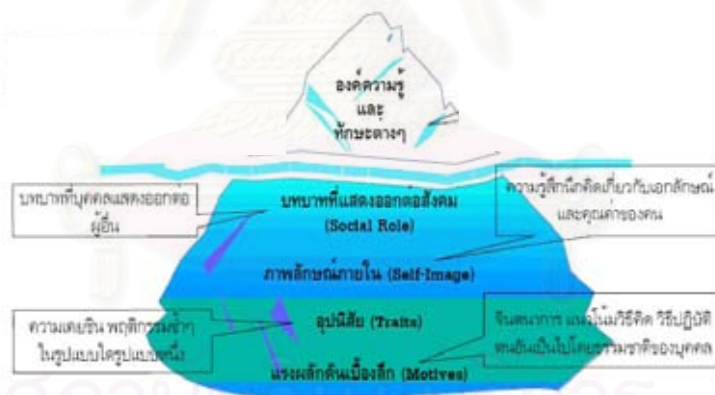 องค์ความรู้
และ
ทักษะต่างๆ
บทบาทที่บุคคลแสดงออกต่อ
ผู้อื่น
บทบาทที่แสดงออกต่อสังคม
(Social Role)
ความรู้สึกนึกคิดเกี่ยวกับเอกลักษณ์
และคุณค่าของตน
ภาพลักษณ์ภายใน (Self-Image)
ความเคยชิน พฤติกรรมซ้ำๆ
ในรูปแบบใดรูปแบบหนึ่ง
อุปนิสัย (Traits)
จินตนาการ แนวโน้มวิธีคิด วิธีปฏิบัติ
ตนอันเป็นไปโดยธรรมชาติของบุคคล
แรงผลักดันเบื้องลึก (Motives)